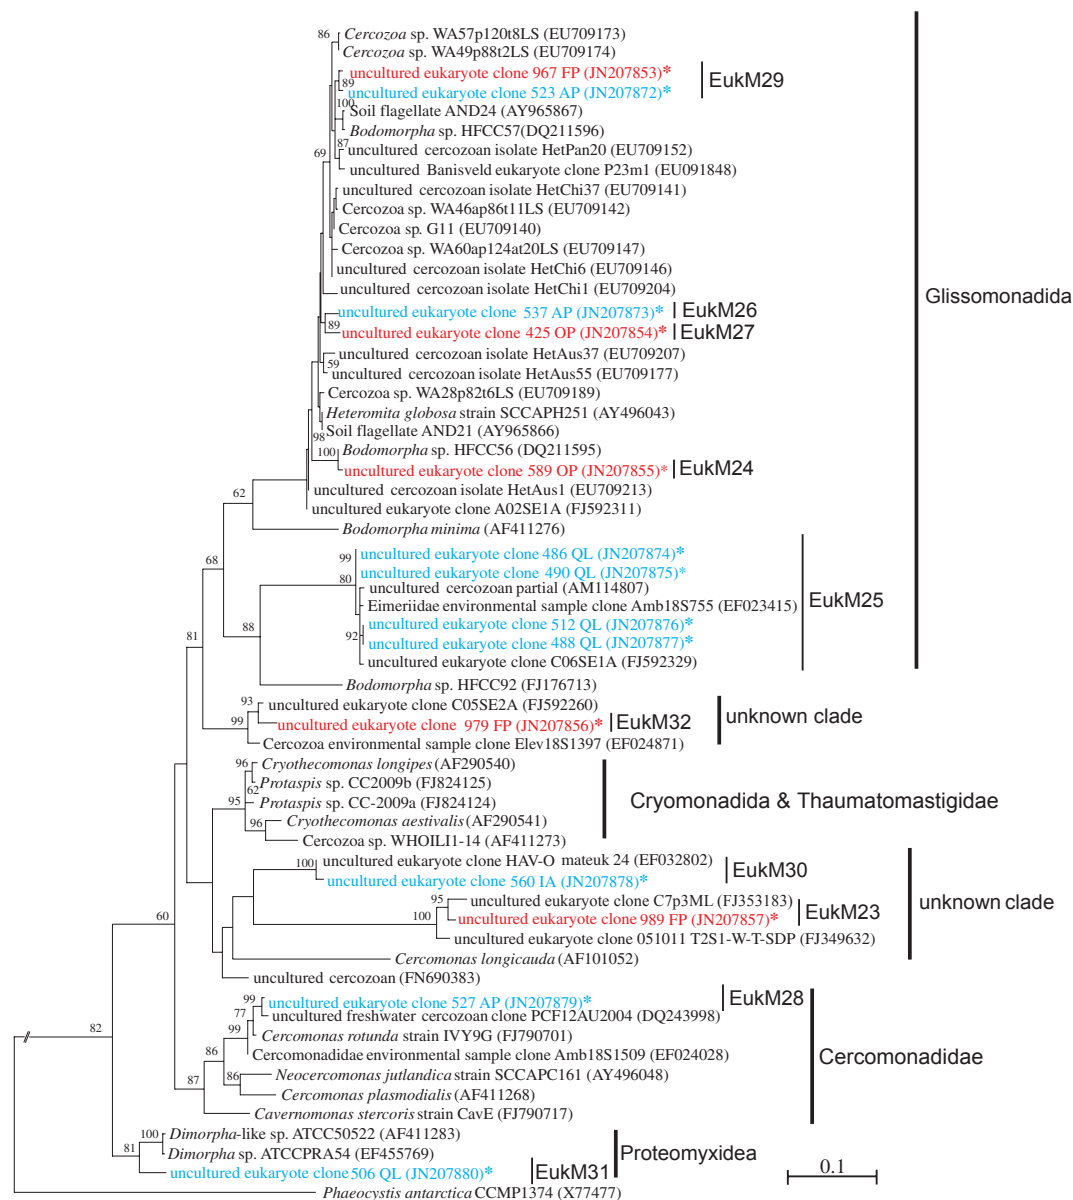 86
Cercozoa sp. WA57p120t8LS (EU709173)
Cercozoa sp. WA49p88t2LS (EU709174)
uncultured eukaryote clone 967 FP (JN207853)*
EukM29
89
uncultured eukaryote clone 523 AP (JN207872)*
100
Soil flagellate AND24 (AY965867)
Bodomorpha sp. HFCC57(DQ211596)
87
uncultured cercozoan isolate HetPan20 (EU709152)
69
uncultured Banisveld eukaryote clone P23m1 (EU091848)
uncultured cercozoan isolate HetChi37 (EU709141)
Cercozoa sp. WA46ap86t11LS (EU709142)
Cercozoa sp. G11 (EU709140)
Cercozoa sp. WA60ap124at20LS (EU709147)
uncultured cercozoan isolate HetChi6 (EU709146)
uncultured cercozoan isolate HetChi1 (EU709204)
Glissomonadida
uncultured eukaryote clone 537 AP (JN207873)*
EukM26
89
uncultured eukaryote clone 425 OP (JN207854)*
EukM27
uncultured cercozoan isolate HetAus37 (EU709207)
59
uncultured cercozoan isolate HetAus55 (EU709177)
Cercozoa sp. WA28p82t6LS (EU709189)
Heteromita globosa strain SCCAPH251 (AY496043)
98
Soil flagellate AND21 (AY965866)
100
Bodomorpha sp. HFCC56 (DQ211595)
uncultured eukaryote clone 589 OP (JN207855)*
EukM24
uncultured cercozoan isolate HetAus1 (EU709213)
62
uncultured eukaryote clone A02SE1A (FJ592311)
Bodomorpha minima (AF411276)
68
99
uncultured eukaryote clone 486 QL (JN207874)*
80
uncultured eukaryote clone 490 QL (JN207875)*
uncultured cercozoan partial (AM114807)
Eimeriidae environmental sample clone Amb18S755 (EF023415)
EukM25
88
uncultured eukaryote clone 512 QL (JN207876)*
92
uncultured eukaryote clone 488 QL (JN207877)*
81
uncultured eukaryote clone C06SE1A (FJ592329)
Bodomorpha sp. HFCC92 (FJ176713)
93
uncultured eukaryote clone C05SE2A (FJ592260)
99
uncultured eukaryote clone 979 FP (JN207856)*
EukM32
unknown clade
Cercozoa environmental sample clone Elev18S1397 (EF024871)
96
Cryothecomonas longipes (AF290540)
Protaspis sp. CC2009b (FJ824125)
62
95
Protaspis sp. CC-2009a (FJ824124)
Cryomonadida & Thaumatomastigidae
96
Cryothecomonas aestivalis (AF290541)
Cercozoa sp. WHOILI1-14 (AF411273)
100
uncultured eukaryote clone HAV-O mateuk 24 (EF032802)
EukM30
uncultured eukaryote clone 560 IA (JN207878)*
95
uncultured eukaryote clone C7p3ML (FJ353183)
unknown clade
100
uncultured eukaryote clone 989 FP (JN207857)*
EukM23
60
uncultured eukaryote clone 051011 T2S1-W-T-SDP (FJ349632)
Cercomonas longicauda (AF101052)
uncultured cercozoan (FN690383)
99
uncultured eukaryote clone 527 AP (JN207879)*
EukM28
77
uncultured freshwater cercozoan clone PCF12AU2004 (DQ243998)
82
99
Cercomonas rotunda strain IVY9G (FJ790701)
Cercomonadidae environmental sample clone Amb18S1509 (EF024028)
Cercomonadidae
86
Neocercomonas jutlandica strain SCCAPC161 (AY496048)
87
86
Cercomonas plasmodialis (AF411268)
Cavernomonas stercoris strain CavE (FJ790717)
100
Dimorpha-like sp. ATCC50522 (AF411283)
81
Dimorpha sp. ATCCPRA54 (EF455769)
Proteomyxidea
uncultured eukaryote clone 506 QL (JN207880)*
EukM31
0.1
Phaeocystis antarctica CCMP1374 (X77477)